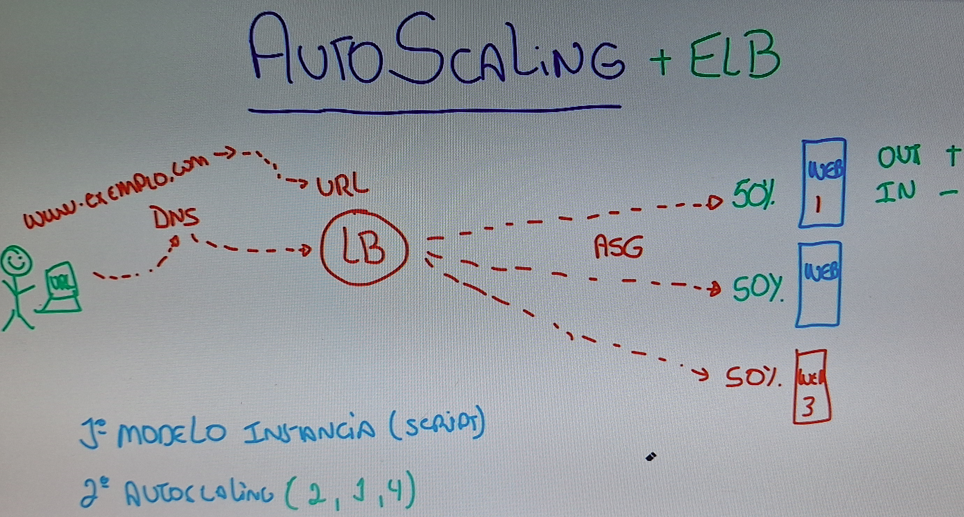 AUTOSCALING + ELB
www.exemplo.com
URL
DNS
URL
LB
ASG
50%
WEB
1
OUT +
IN -
50%
WEB
50%
WEB
3
1º MODELO INSTANCIA (SCRIPT)
2º AUTOSCALING (2, 1, 4)